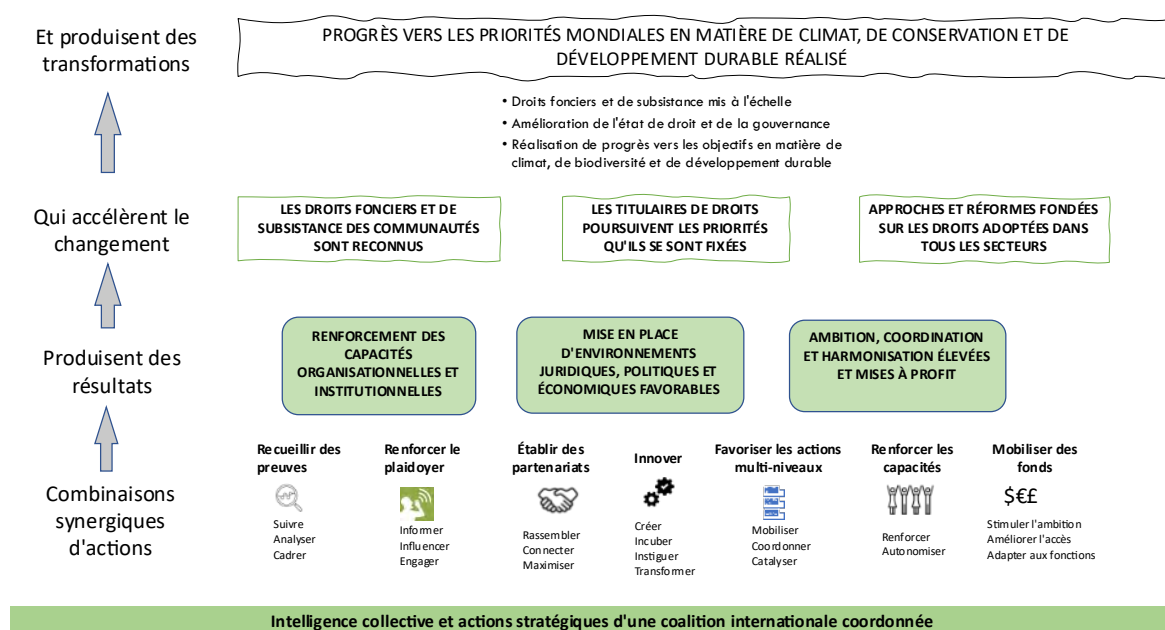 Et produisent des
transformations
PROGRÈS VERS LES PRIORITÉS MONDIALES EN MATIÈRE DE CLIMAT, DE CONSERVATION ET DE
DÉVELOPPEMENT DURABLE RÉALISÉ
• Droits fonciers et de subsistance mis à l'échelle
• Amélioration de l'état de droit et de la gouvernance
• Réalisation de progrès vers les objectifs en matière de
climat, de biodiversité et de développement durable
Qui accélèrent le
changement
LES DROITS FONCIERS ET DE
SUBSISTANCE DES COMMUNAUTÉS
SONT RECONNUS
LES TITULAIRES DE DROITS
POURSUIVENT LES PRIORITÉS
QU'ILS SE SONT FIXÉES
APPROCHES ET RÉFORMES FONDÉES
SUR LES DROITS ADOPTÉES DANS
TOUS LES SECTEURS
Produisent des
résultats
RENFORCEMENT DES
CAPACITÉS
ORGANISATIONNELLES ET
INSTITUTIONNELLES
MISE EN PLACE
D'ENVIRONNEMENTS
JURIDIQUES, POLITIQUES ET
ÉCONOMIQUES FAVORABLES
AMBITION, COORDINATION
ET HARMONISATION ÉLEVÉES
ET MISES À PROFIT
Combinaisons
synergiques
d'actions
Recueillir des
preuves
Suivre
Analyser
Cadrer
Renforcer le
plaidoyer
Informer
Influencer
Engager
Établir des
partenariats
Rassembler
Connecter
Maximiser
Innover
Créer
Incuber
Instiguer
Transformer
Favoriser les actions
multi-niveaux
Mobiliser
Coordonner
Catalyser
Renforcer les
capacités
Renforcer
Autonomiser
Mobiliser des
fonds
$€£
Stimuler l'ambition
Améliorer l'accès
Adapter aux fonctions
Intelligence collective et actions stratégiques d'une coalition internationale coordonnée